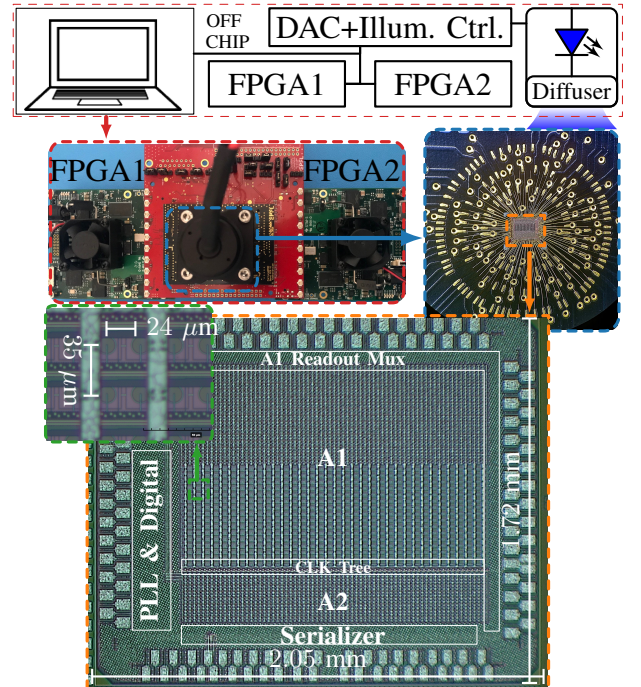 OFF
CHIP
DAC+Illum. Ctrl.
FPGA1
FPGA2
Diffuser
FPGA1
FPGA2
24 μm
35 μm
A1 Readout Mux
A1
1.72 mm
PLL & Digital
CLK Tree
A2
Serializer
2.05 mm